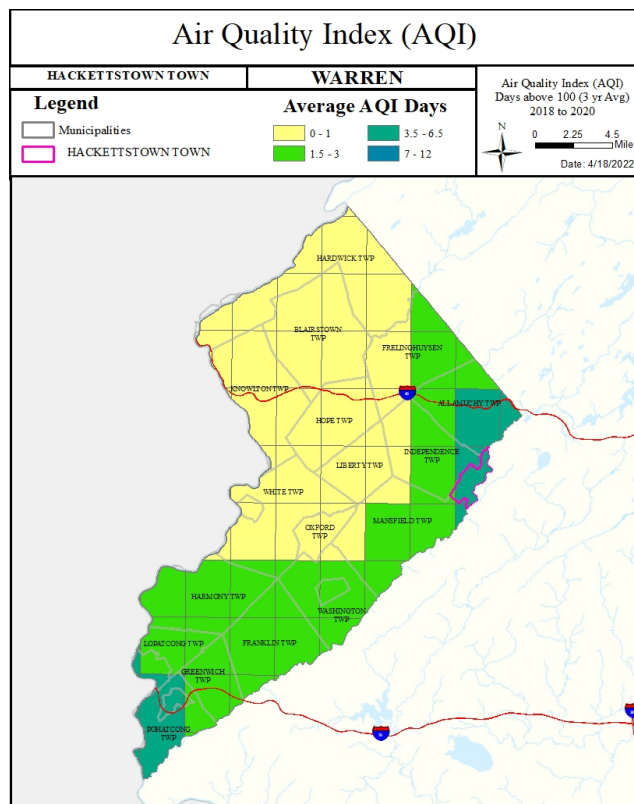 Air Quality Index (AQI)
HACKETTSTOWN TOWN
WARREN
Legend
Municipalities
HACKETTSTOWN TOWN
Average AQI Days
0 - 1
1.5 - 3
3.5 - 6.5
7 - 12
Air Quality Index (AQI)
Days above 100 (3 yr Avg)
2018 to 2020
N
0 2.25 4.5
Mile
Date: 4/18/2022
HARDWICK TWP
BLAIRSTOWN
TWP
FRELINGHUYSEN
TWP
KNOWLTON TWP
ALLAMUCHY TWP
HOPE TWP
INDEPENDENCE
TWP
LIBERTY TWP
WHITE TWP
MANSFIELD TWP
OXFORD
TWP
HARMONY TWP
WASHINGTON
TWP
LOPATCONG TWP
FRANKLIN TWP
GREENWICH
TWP
POHATCONG
TWP